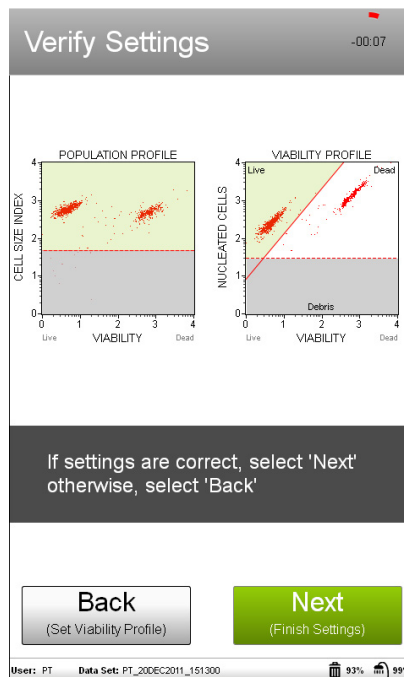 Verify Settings
-00:07
POPULATION PROFILE
CELL SIZE INDEX
4
3
2
1
0
0 1 2 3 4
Live VIABILITY Dead
VIABILITY PROFILE
NUCLEATED CELLS
4
3
2
1
0
Live Dead
Debris
0 1 2 3 4
Live VIABILITY Dead
If settings are correct, select 'Next'
otherwise, select 'Back'
Back
(Set Viability Profile)
Next
(Finish Settings)
User: PT Data Set: PT_20DEC2011_151300 93%